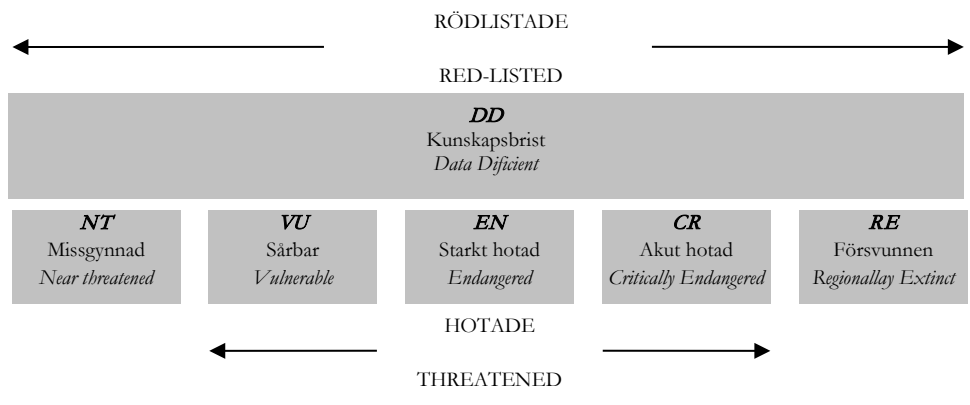 RÖDLISTADE
RED-LISTED
DD
Kunskapsbrist
Data Dificient
NT
Missgynnad
Near threatened
VU
Sårbar
Vulnerable
EN
Starkt hotad
Endangered
CR
Akut hotad
Critically Endangered
RE
Försvunnen
Regionallay Extinct
HOTADE
THREATENED